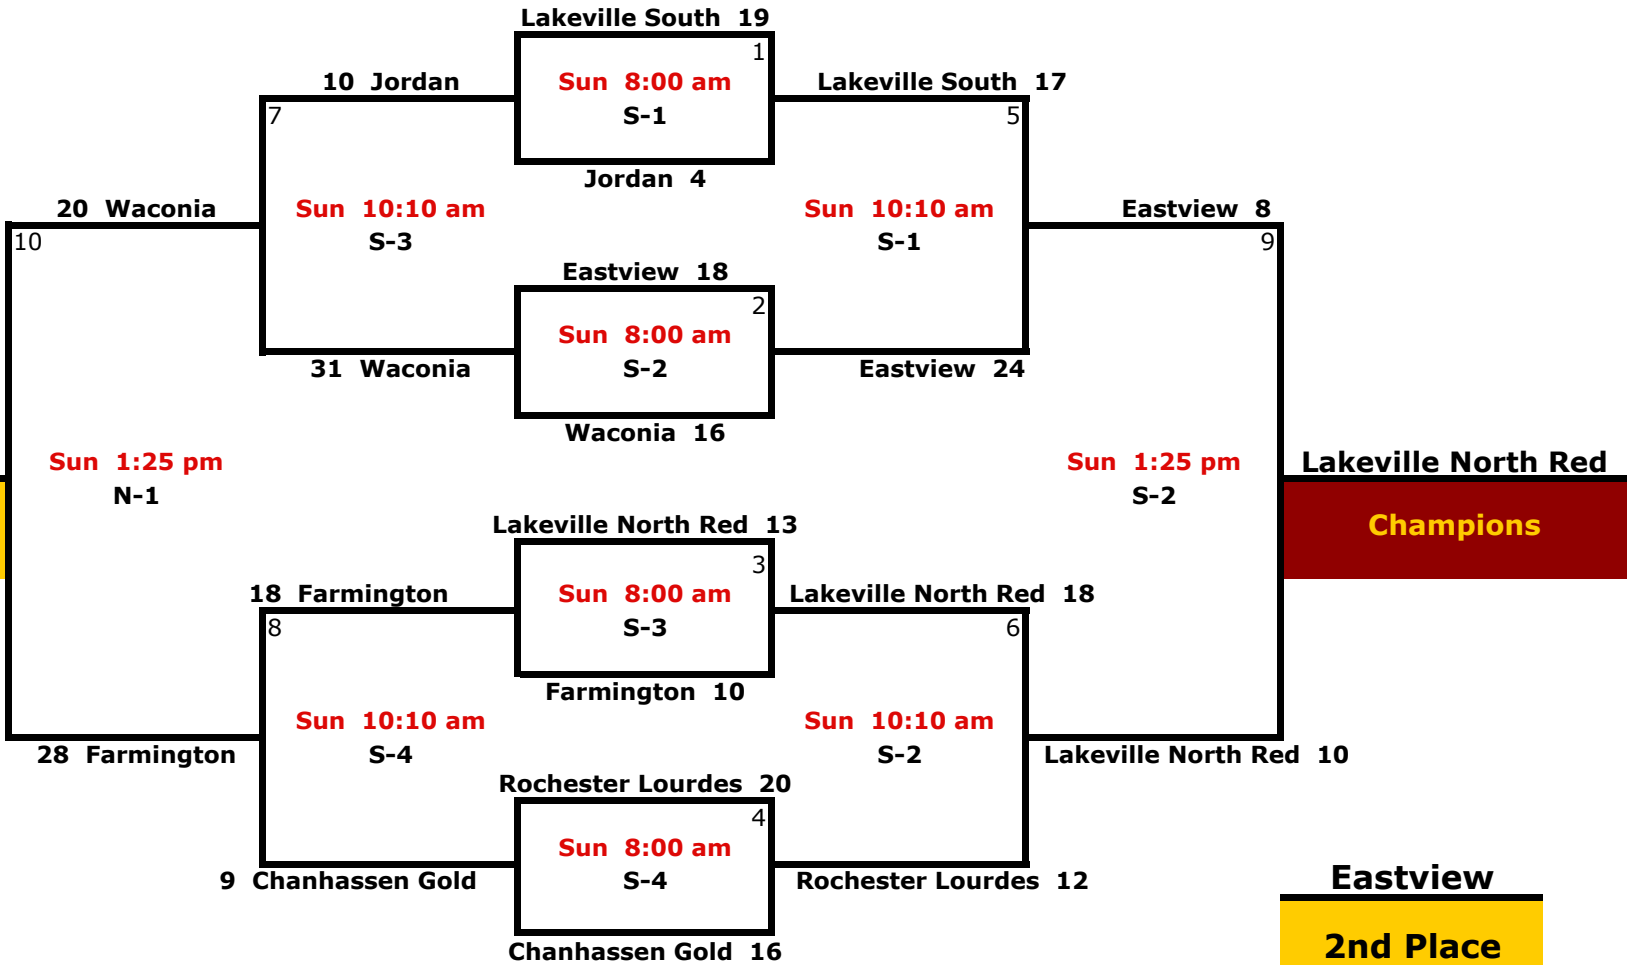 Lakeville South 19
1
10 Jordan
Sun 8:00 am
Lakeville South 17
7
S-1
5
Jordan 4
20 Waconia
Sun 10:10 am
Sun 10:10 am
Eastview 8
10
S-3
S-1
9
Eastview 18
2
Sun 8:00 am
31 Waconia
S-2
Eastview 24
Waconia 16
Sun 1:25 pm
Sun 1:25 pm
Lakeville North Red
N-1
S-2
Lakeville North Red 13
Champions
3
18 Farmington
Sun 8:00 am
Lakeville North Red 18
8
S-3
6
Farmington 10
Sun 10:10 am
Sun 10:10 am
28 Farmington
S-4
S-2
Lakeville North Red 10
Rochester Lourdes 20
4
Sun 8:00 am
9 Chanhassen Gold
S-4
Rochester Lourdes 12
Eastview
Chanhassen Gold 16
2nd Place